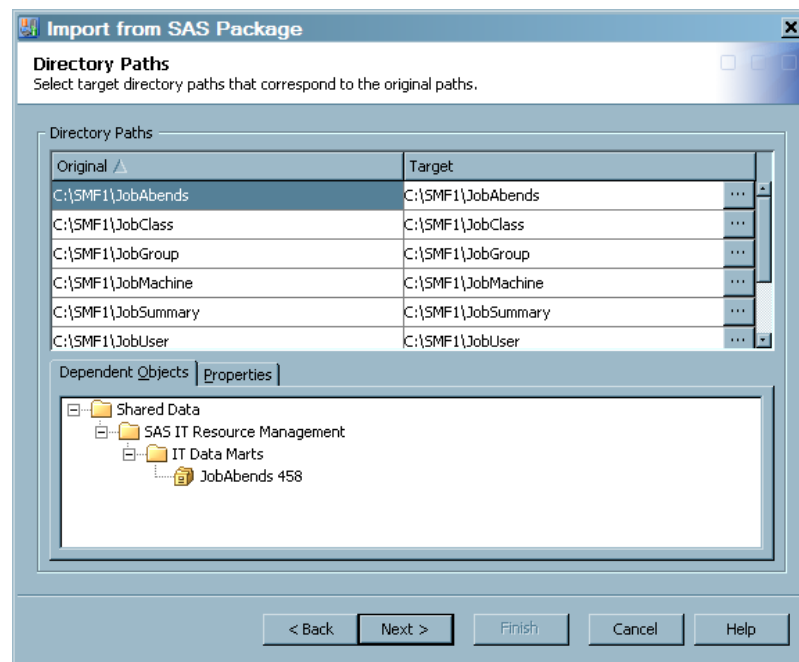 Import from SAS Package
Directory Paths
Select target directory paths that correspond to the original paths.
Directory Paths
Original Target
C:\SMF1\JobAbends C:\SMF1\JobAbends ...
C:\SMF1\JobClass C:\SMF1\JobClass ...
C:\SMF1\JobGroup C:\SMF1\JobGroup ...
C:\SMF1\JobMachine C:\SMF1\JobMachine ...
C:\SMF1\JobSummary C:\SMF1\JobSummary ...
C:\SMF1\JobUser C:\SMF1\JobUser ...
Dependent Objects Properties
Shared Data
SAS IT Resource Management
IT Data Marts
JobAbends 458
< Back Next > Finish Cancel Help